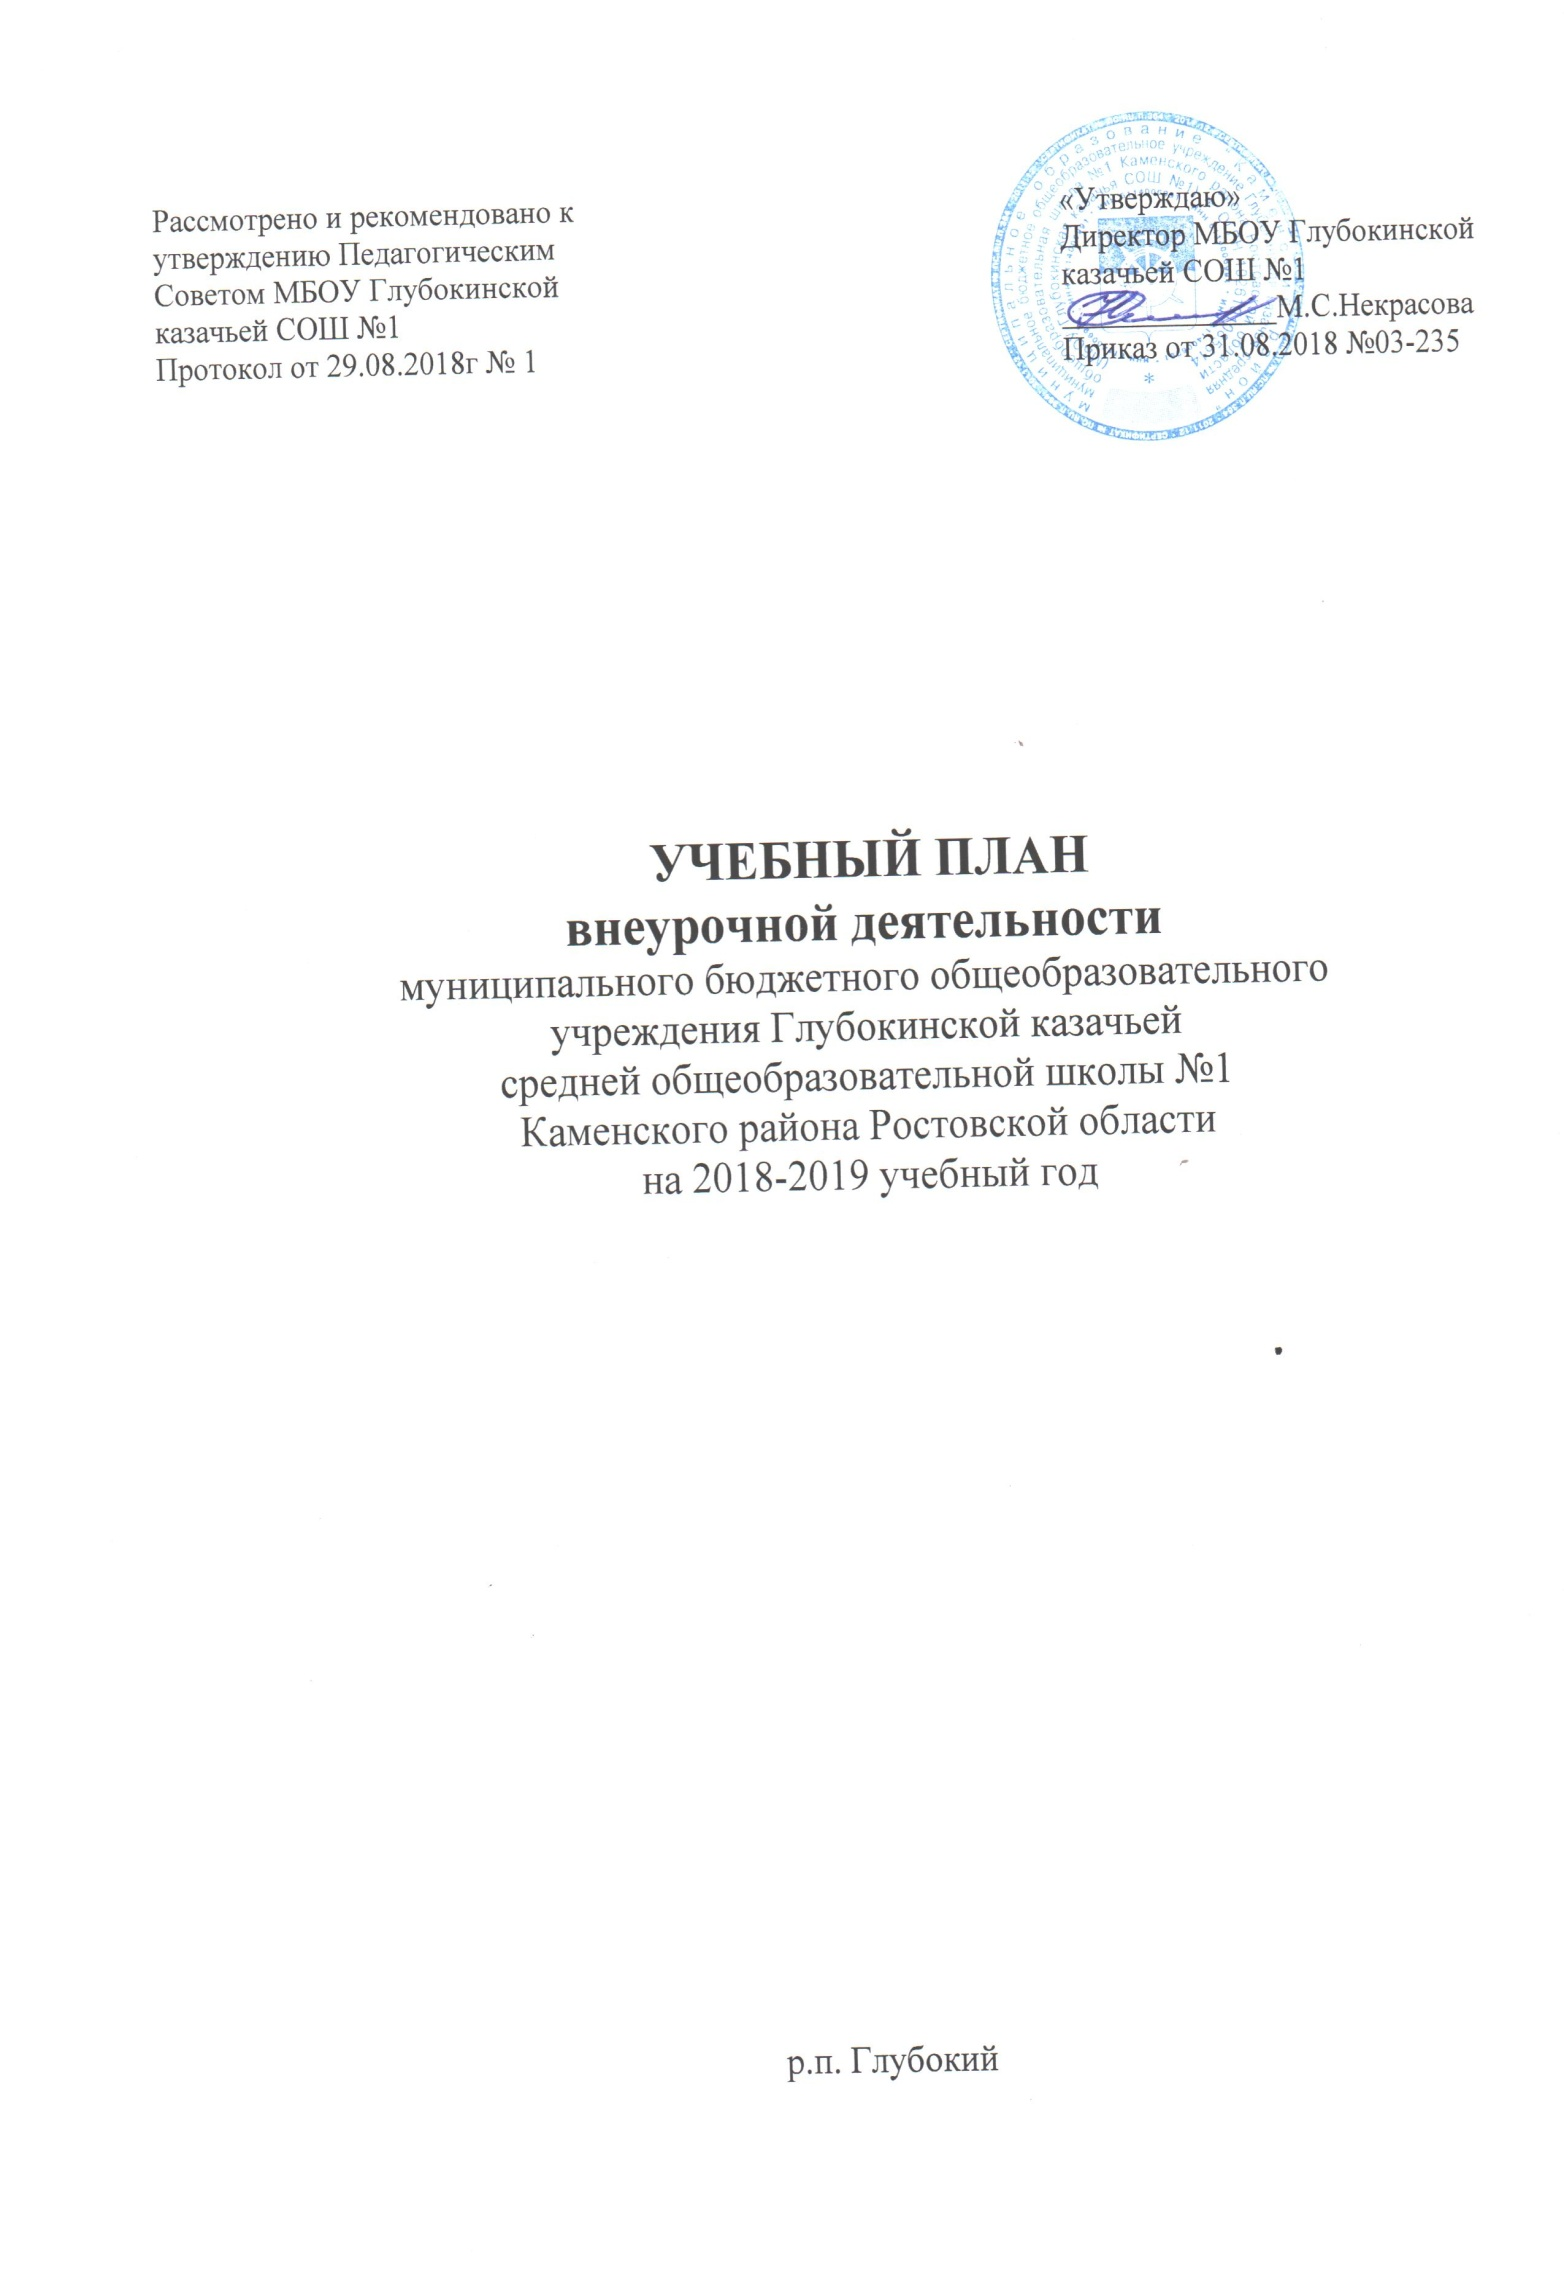 Рассмотрено и рекомендовано к
утверждению Педагогическим
Советом МБОУ Глубокинской
казачьей СОШ №1
Протокол от 29.08.2018г № 1
«Утверждаю»
Директор МБОУ Глубокинской
казачьей СОШ №1
М.С.Некрасова
Приказ от 31.08.2018 №03-235
УЧЕБНЫЙ ПЛАН
внеурочной деятельности
муниципального бюджетного общеобразовательного
учреждения Глубокинской казачьей
средней общеобразовательной школы №1
Каменского района Ростовской области
на 2018-2019 учебный год
р.п. Глубокий